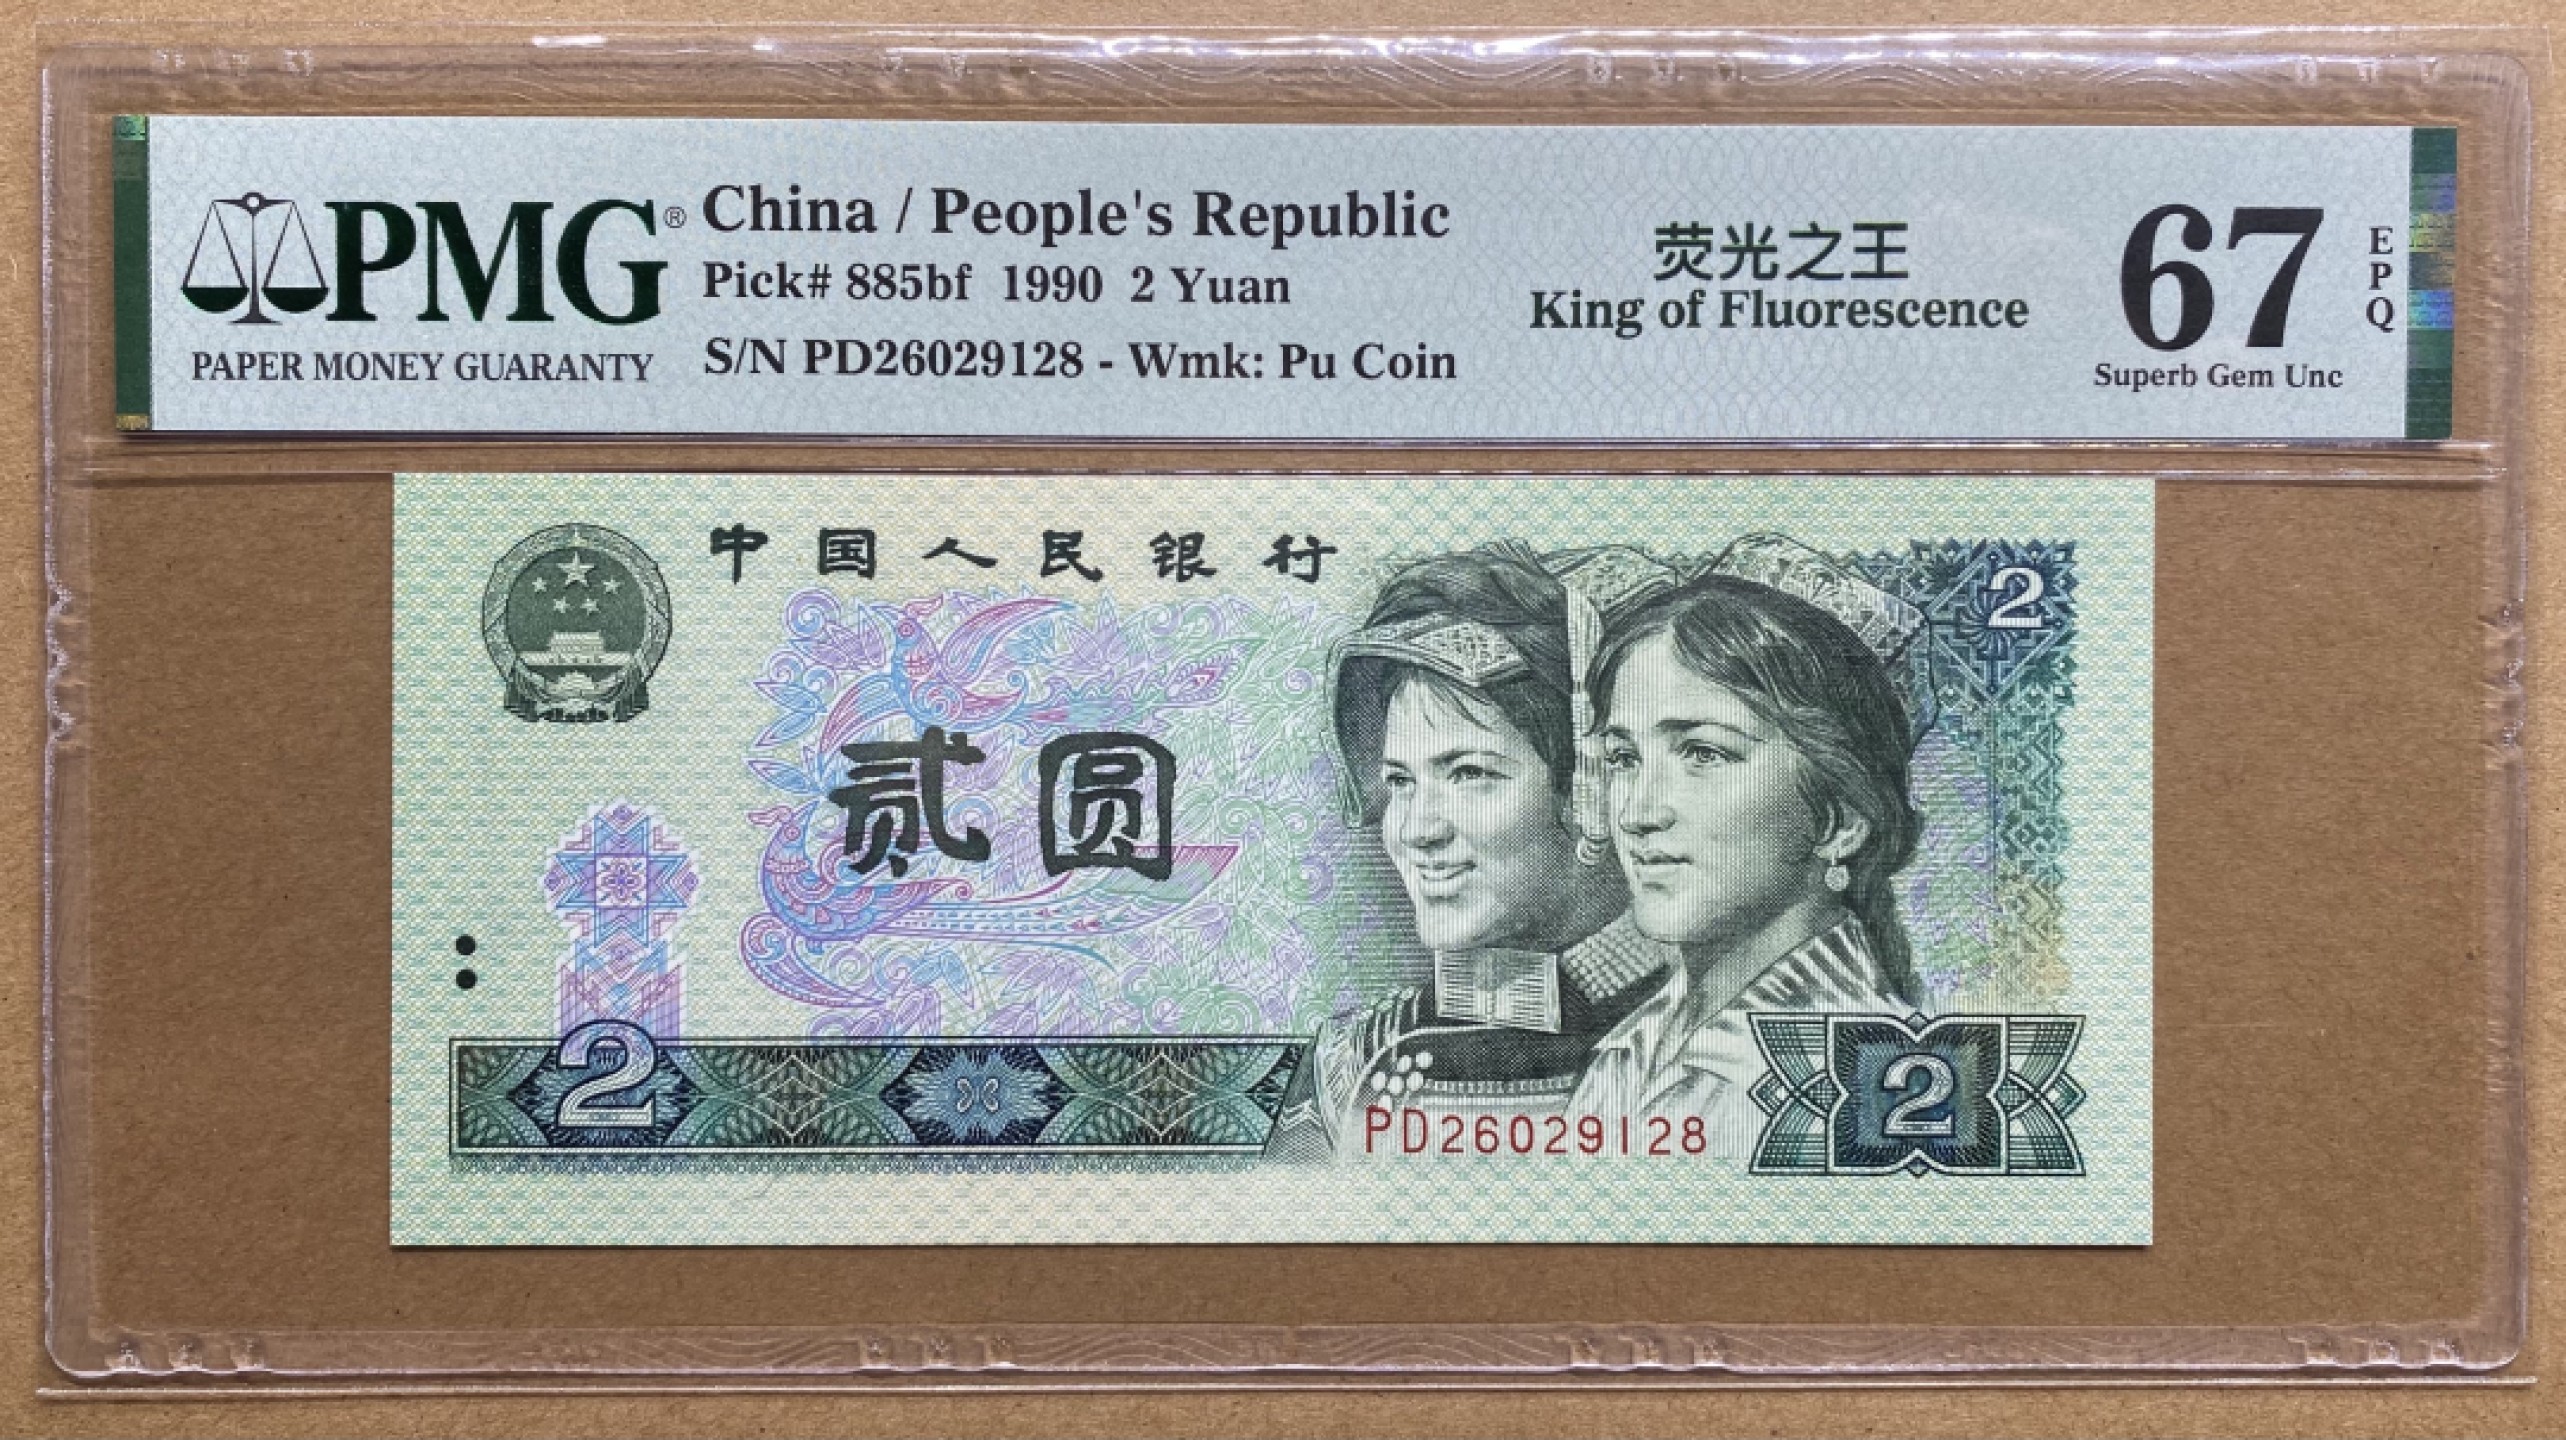 PMG®
PAPER MONEY GUARANTY
China / People's Republic
Pick# 885bf 1990 2 Yuan
S/N PD26029128 - Wmk: Pu Coin
荧光之王
King of Fluorescence
67
EPQ
Superb Gem Unc
中国人民银行
2
贰圆
2
PD26029128
2